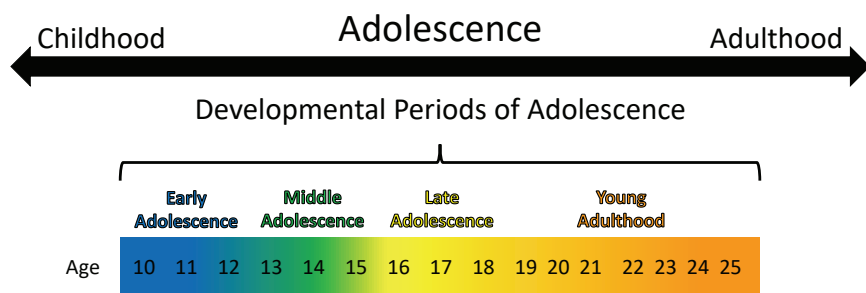 Childhood Adolescence Adulthood
Developmental Periods of Adolescence
Early Middle Late Young
Adolescence Adolescence Adolescence Adulthood
Age 10 11 12 13 14 15 16 17 18 19 20 21 22 23 24 25